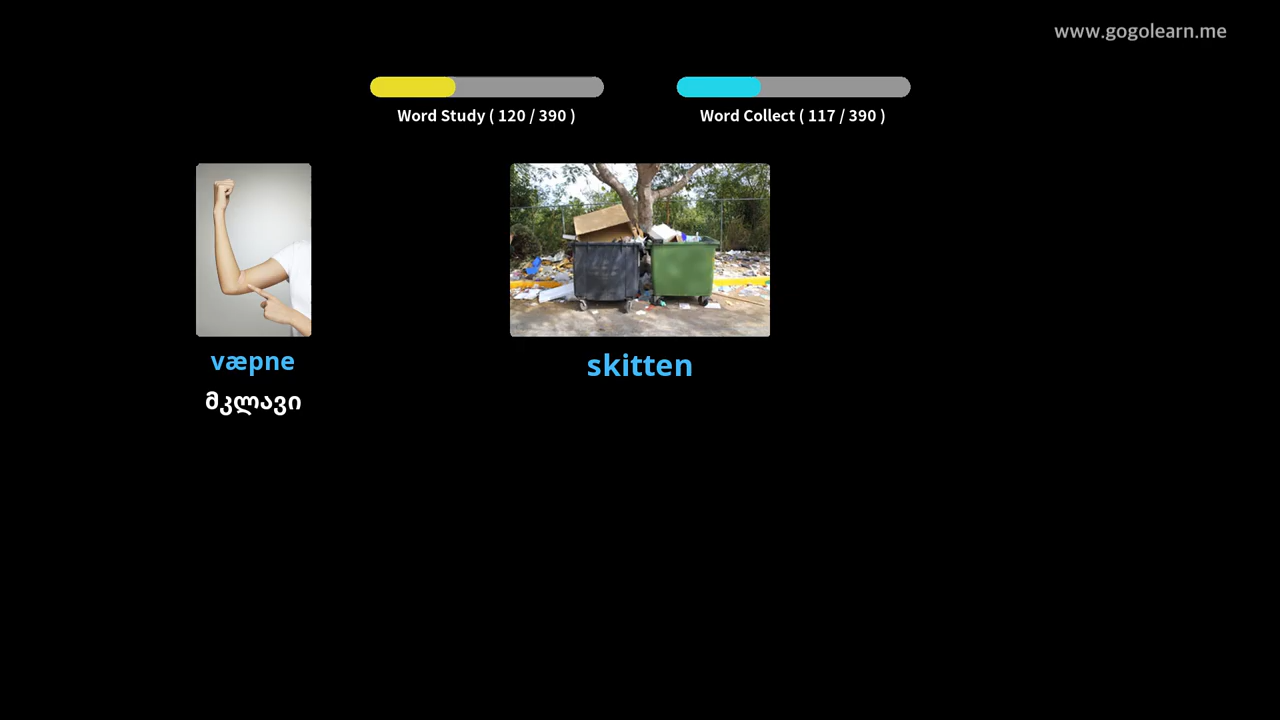 www.gogolearn.me
Word Study ( 120 / 390 )
Word Collect ( 117 / 390 )
væpne
მკლავი
skitten